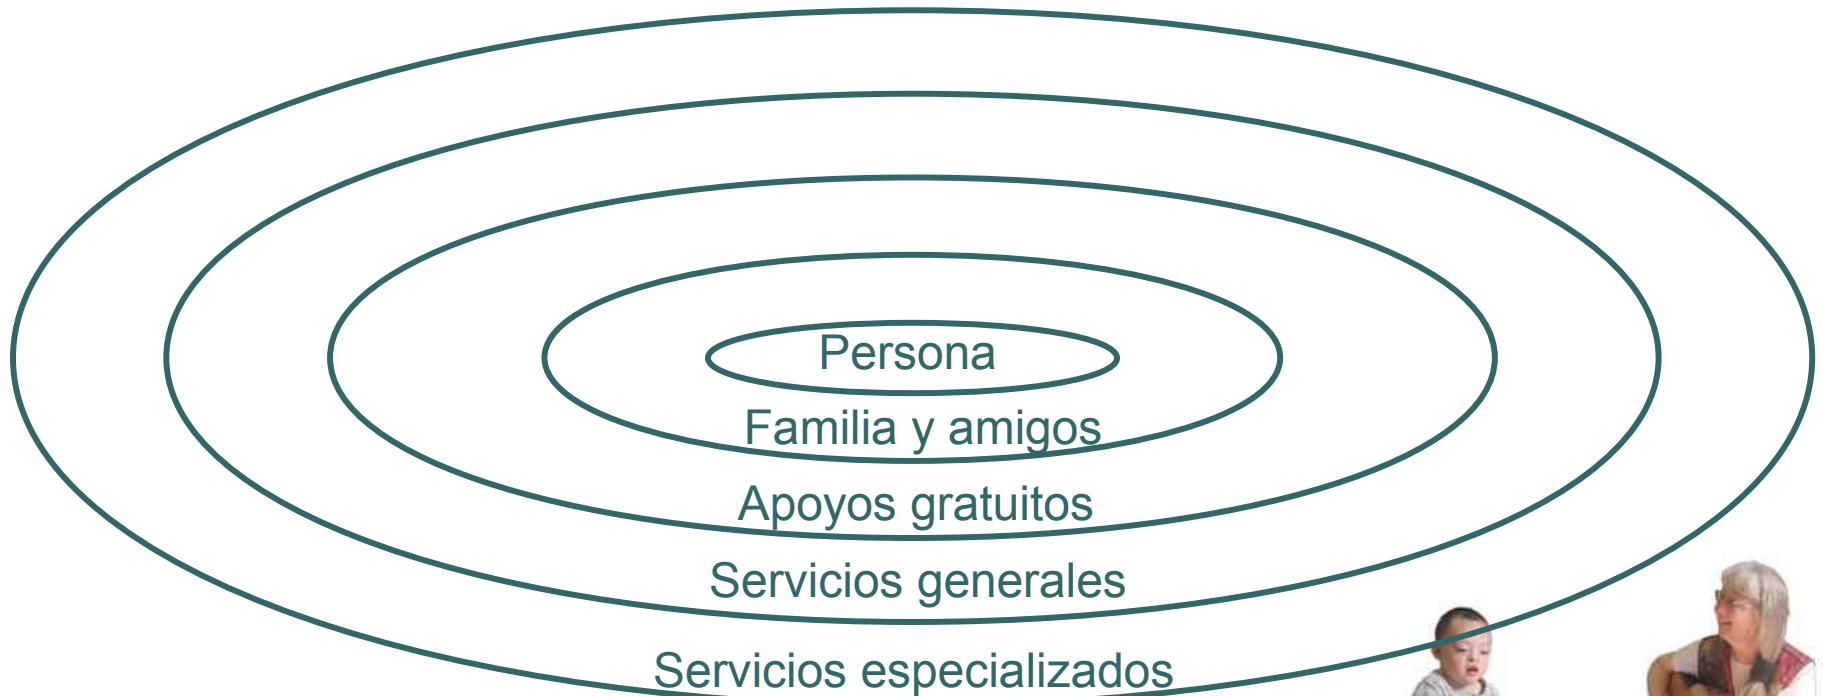 Persona
Familia y amigos
Apoyos gratuitos
Servicios generales
Servicios especializados